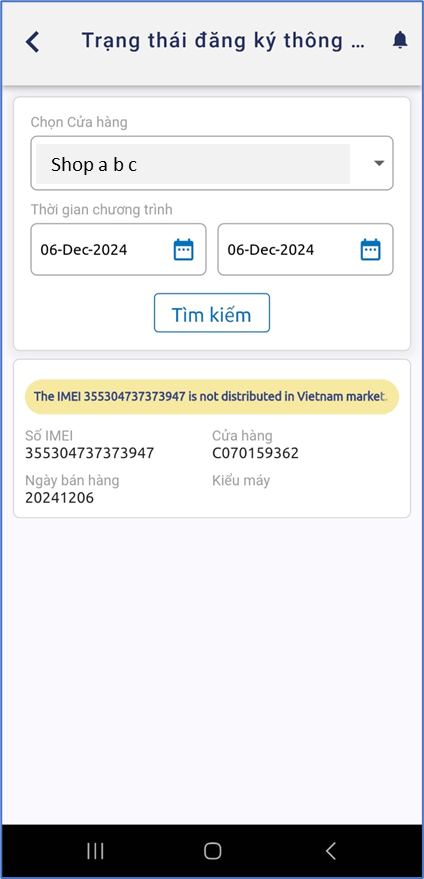 Trạng thái đăng ký thông ...
Chọn Cửa hàng
Shop a b c
Thời gian chương trình
06-Dec-2024 06-Dec-2024
Tìm kiếm
The IMEI 355304737373947 is not distributed in Vietnam market.
Số IMEI Cửa hàng
355304737373947 C070159362
Ngày bán hàng Kiểu máy
20241206